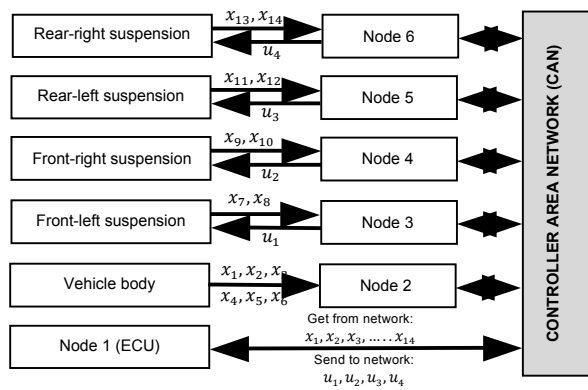 Rear-right suspension
x₁₃, x₁₄
u₄
Node 6
Rear-left suspension
x₁₁, x₁₂
u₃
Node 5
Front-right suspension
x₉, x₁₀
u₂
Node 4
Front-left suspension
x₇, x₈
u₁
Node 3
Vehicle body
x₁, x₂, x₃
x₄, x₅, x₆
Node 2
Node 1 (ECU)
Get from network:
x₁, x₂, x₃, ..... x₁₄
Send to network:
u₁, u₂, u₃, u₄
CONTROLLER AREA NETWORK (CAN)